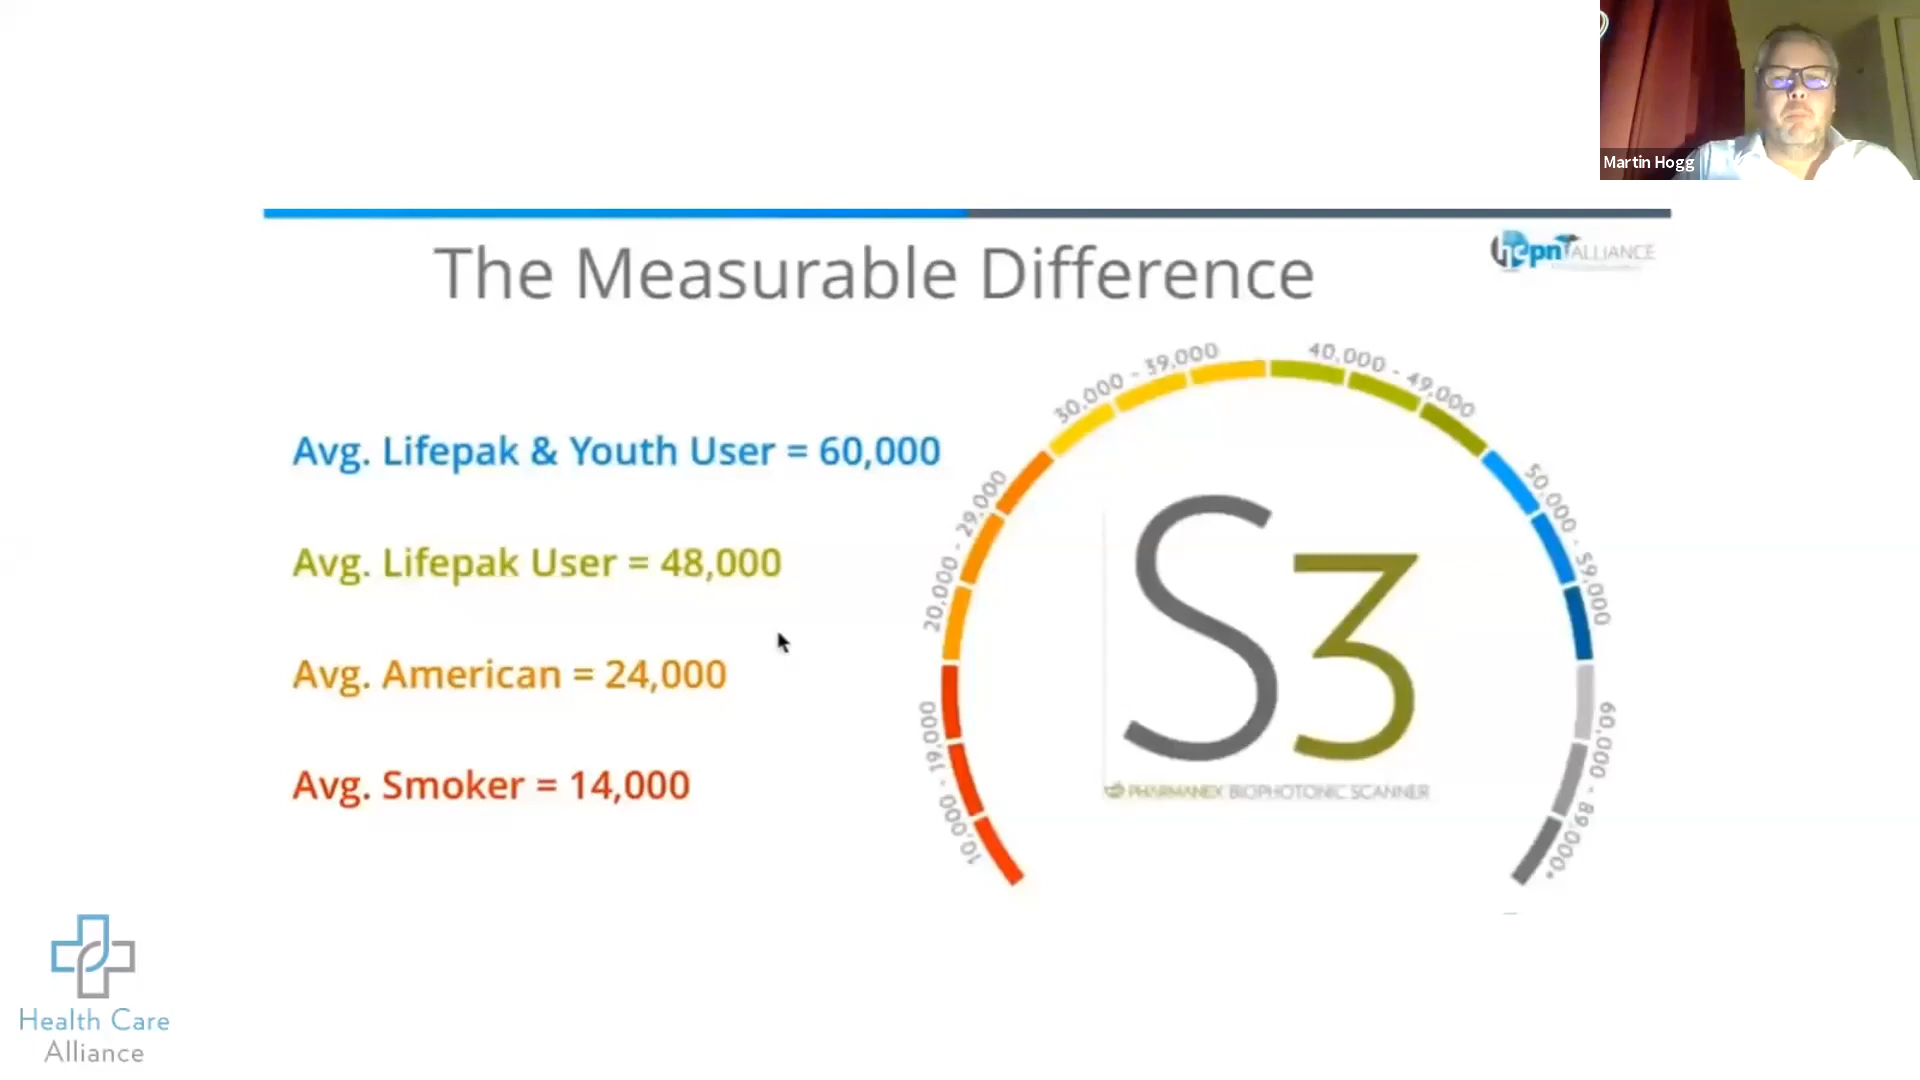 Martin Hogg
hcpn ALLIANCE
The Measurable Difference
Avg. Lifepak & Youth User = 60,000
Avg. Lifepak User = 48,000
Avg. American = 24,000
Avg. Smoker = 14,000
10,000 - 19,000
20,000 - 29,000
30,000 - 39,000
40,000 - 49,000
50,000 - 59,000
60,000 - 89,000+
S3
PHARMANEX BIOPHOTONIC SCANNER
Health Care
Alliance